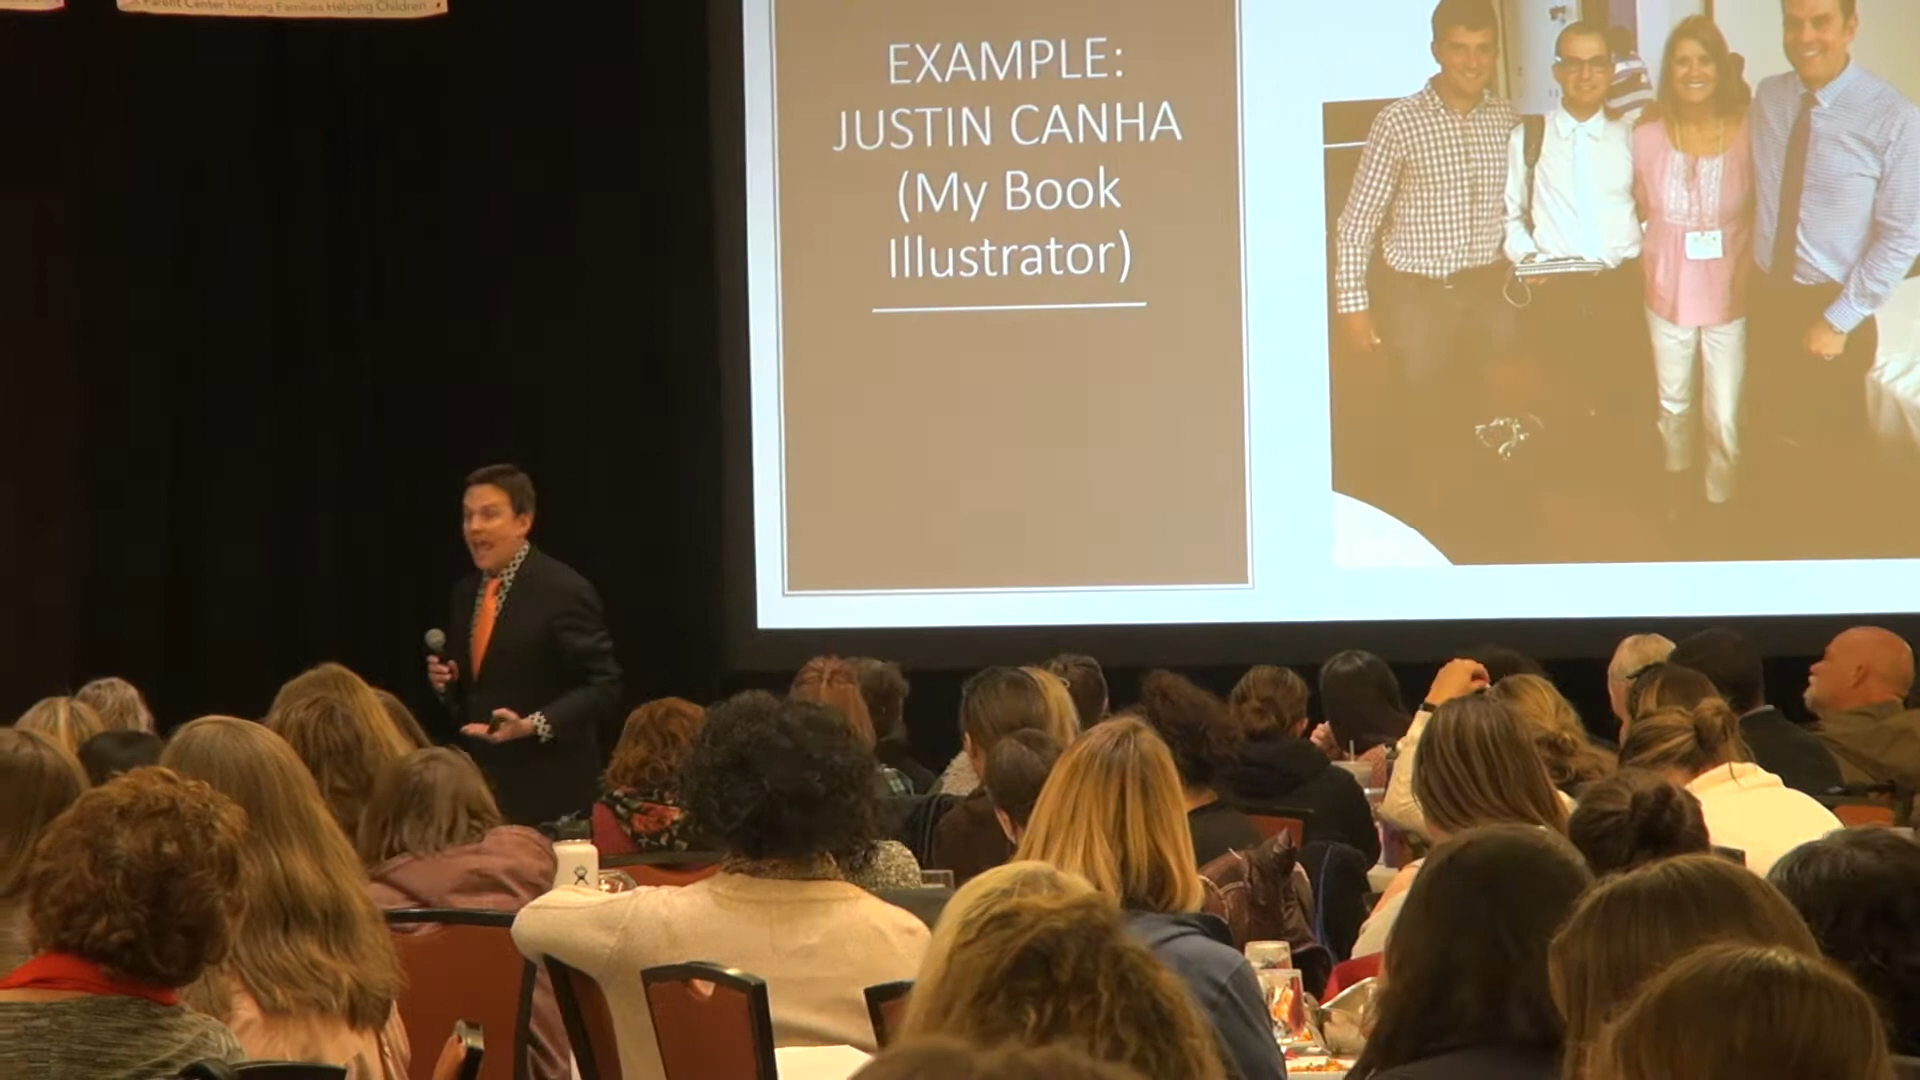 A Parent Center Helping Families Helping Children
EXAMPLE:
JUSTIN CANHA
(My Book
Illustrator)